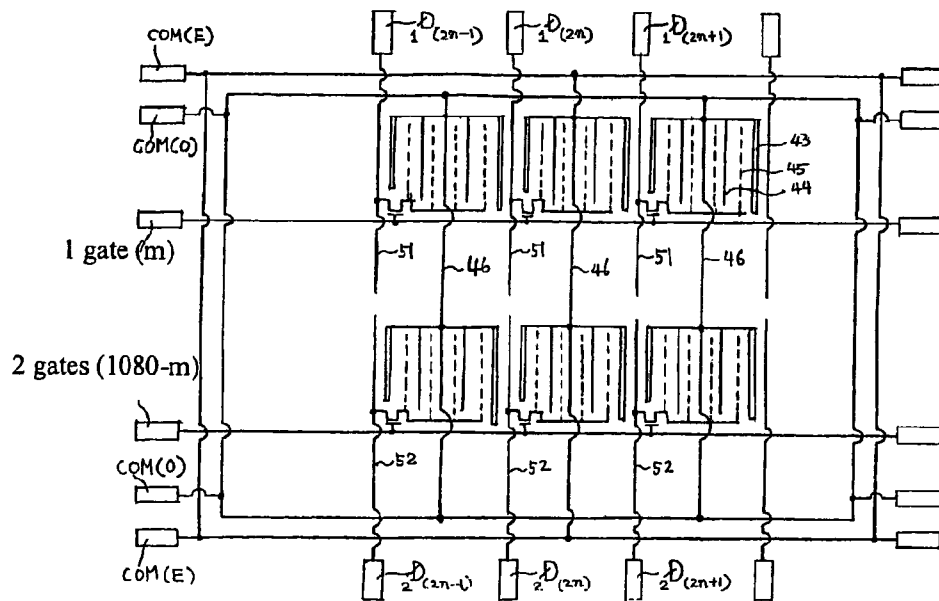 COM(E)
1D(2n-1)
1D(2n)
1D(2n+1)
COM(O)
43
45
44
1 gate (m)
51
46
51
46
51
46
2 gates (1080-m)
COM(O)
52
52
52
COM(E)
2D(2n-1)
2D(2n)
2D(2n+1)